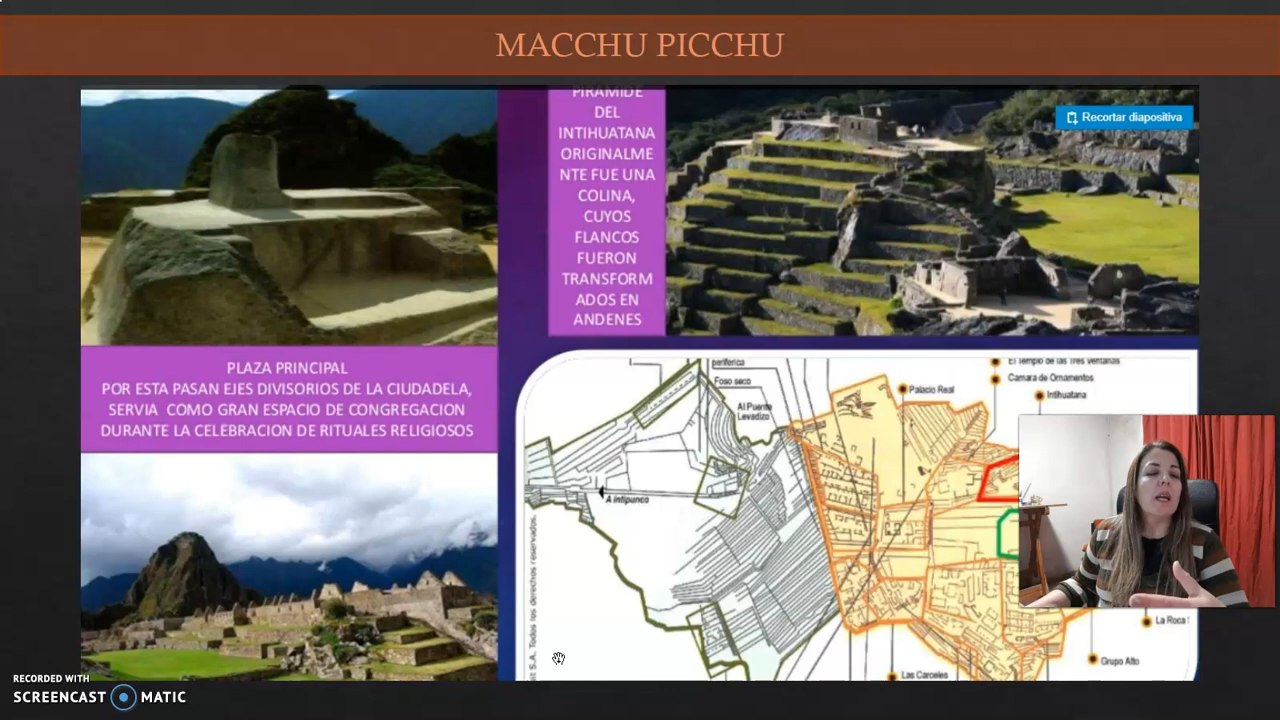 MACCHU PICCHU
PIRAMIDE
DEL
INTIHUATANA
ORIGINALME
NTE FUE UNA
COLINA,
CUYOS
FLANCOS
FUERON
TRANSFORM
ADOS EN
ANDENES
Recortar diapositiva
PLAZA PRINCIPAL
POR ESTA PASAN EJES DIVISORIOS DE LA CIUDADELA,
SERVIA COMO GRAN ESPACIO DE CONGREGACION
DURANTE LA CELEBRACION DE RITUALES RELIGIOSOS
periferica
Foso seco
Al Puente
Levadizo
A intipunco
Palacio Real
El Templo de las Tres Ventanas
Camara de Ornamentos
Intihuatana
La Roca
Grupo Alto
Las Carceles
S.A. Todos los derechos reservados.
RECORDED WITH
SCREENCAST MATIC